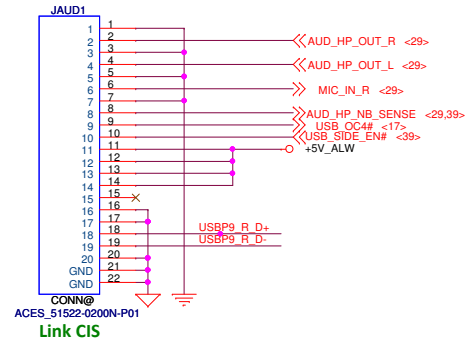 JAUD1
1 1
2 2 AUD_HP_OUT_R <29>
3 3
4 4 AUD_HP_OUT_L <29>
5 5
6 6 MIC_IN_R <29>
7 7
8 8 AUD_HP_NB_SENSE <29,39>
9 9 USB_OC4# <17>
10 10 USB_SIDE_EN# <39>
11 11 +5V_ALW
12 12
13 13
14 14
15 15
16 16
17 17
18 18 USBP9_R_D+
19 19 USBP9_R_D-
20 20
GND 21
GND 22
CONN@
ACES_51522-0200N-P01
Link CIS